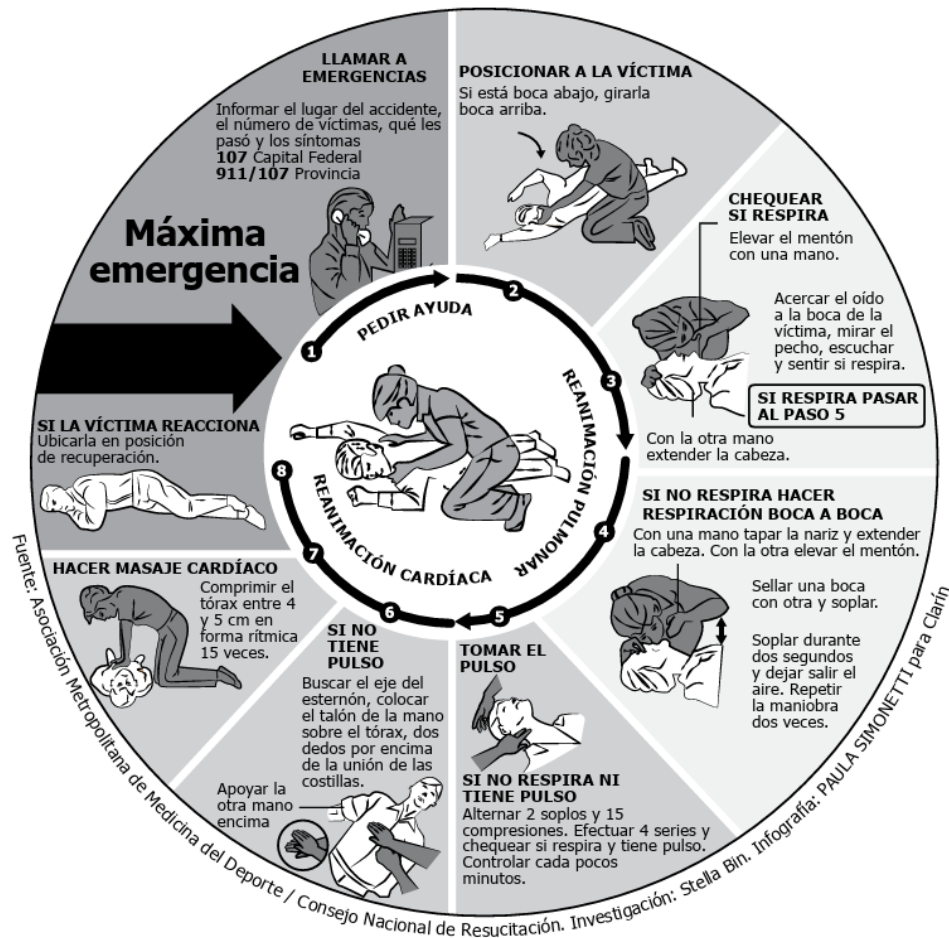 LLAMAR A
EMERGENCIAS
Informar el lugar del accidente,
el número de víctimas, qué les
pasó y los síntomas
107 Capital Federal
911/107 Provincia
Máxima
emergencia
1
PEDIR AYUDA
POSICIONAR A LA VÍCTIMA
Si está boca abajo, girarla
boca arriba.
2
CHEQUEAR
SI RESPIRA
Elevar el mentón
con una mano.
Acercar el oído
a la boca de la
víctima, mirar el
pecho, escuchar
y sentir si respira.
SI RESPIRA PASAR
AL PASO 5
Con la otra mano
extender la cabeza.
3
REANIMACIÓN PULMONAR
SI NO RESPIRA HACER
RESPIRACIÓN BOCA A BOCA
Con una mano tapar la nariz y extender
la cabeza. Con la otra elevar el mentón.
Sellar una boca
con otra y soplar.
Soplar durante
dos segundos
y dejar salir el
aire. Repetir
la maniobra
dos veces.
4
TOMAR EL
PULSO
SI NO RESPIRA NI
TIENE PULSO
Alternar 2 soplos y 15
compresiones. Efectuar 4 series y
chequear si respira y tiene pulso.
Controlar cada pocos
minutos.
5
SI NO
TIENE
PULSO
Buscar el eje del
esternón, colocar
el talón de la mano
sobre el tórax, dos
dedos por encima
de la unión de las
costillas.
Apoyar la
otra mano
encima
6
REANIMACIÓN CARDÍACA
HACER MASAJE CARDÍACO
Comprimir el
tórax entre 4
y 5 cm en
forma rítmica
15 veces.
7
SI LA VÍCTIMA REACCIONA
Ubicarla en posición
de recuperación.
8
Fuente: Asociación Metropolitana de Medicina del Deporte / Consejo Nacional de Resucitación. Investigación: Stella Bin. Infografía: PAULA SIMONETTI para Clarín